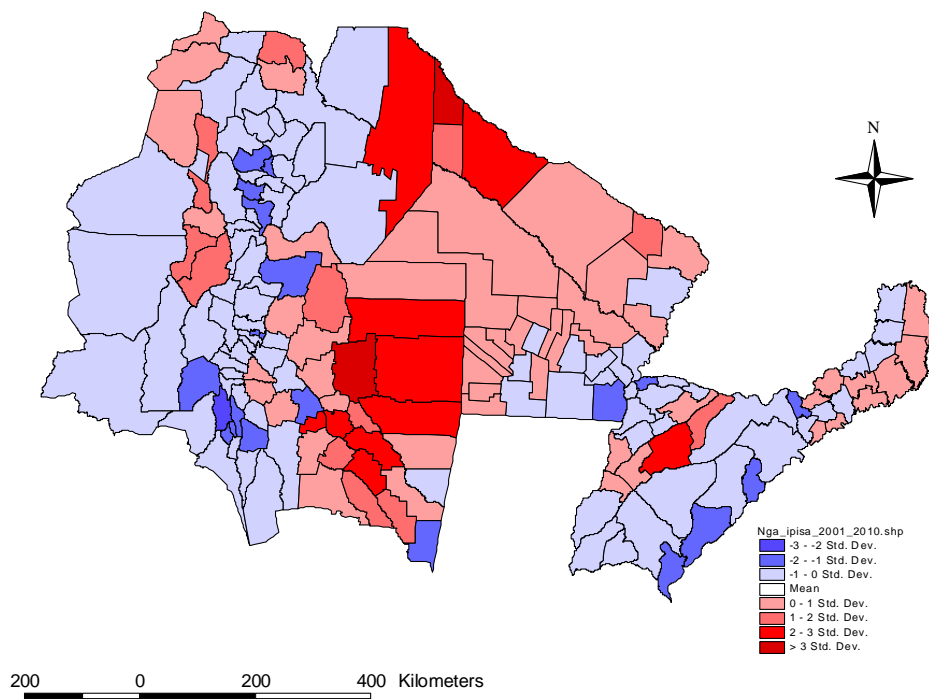 N
Nga_ipisa_2001_2010.shp
-3 - -2 Std. Dev.
-2 - -1 Std. Dev.
-1 - 0 Std. Dev.
Mean
0 - 1 Std. Dev.
1 - 2 Std. Dev.
2 - 3 Std. Dev.
> 3 Std. Dev.
200 0 200 400 Kilometers